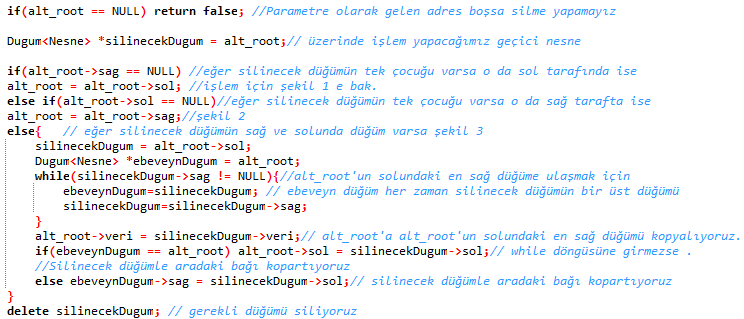 if(alt_root == NULL) return false; //Parametre olarak gelen adres boşsa silme yapamayız
Dugum<Nesne> *silinecekDugum = alt_root;// üzerinde işlem yapacağımız geçici nesne
if(alt_root->sag == NULL) //eğer silinecek düğümün tek çocuğu varsa o da sol tarafında ise
alt_root = alt_root->sol; //işlem için şekil 1 e bak.
else if(alt_root->sol == NULL)//eğer silinecek düğümün tek çocuğu varsa o da sağ tarafta ise
alt_root = alt_root->sag;//şekil 2
else{   // eğer silinecek düğümün sağ ve solunda düğüm varsa şekil 3
silinecekDugum = alt_root->sol;
Dugum<Nesne> *ebeveynDugum = alt_root;
while(silinecekDugum->sag != NULL){//alt_root'un solundaki en sağ düğüme ulaşmak için
ebeveynDugum=silinecekDugum; // ebeveyn düğüm her zaman silinecek düğümün bir üst düğümü
silinecekDugum=silinecekDugum->sag;
}
alt_root->veri = silinecekDugum->veri;// alt_root'a alt_root'un solundaki en sağ düğümü kopyalıyoruz.
if(ebeveynDugum == alt_root) alt_root->sol = silinecekDugum->sol;// while döngüsüne girmezse .
//Silinecek düğümle aradaki bağı kopartıyoruz
else ebeveynDugum->sag = silinecekDugum->sol;// silinecek düğümle aradaki bağı kopartıyoruz
}
delete silinecekDugum; // gerekli düğümü siliyoruz